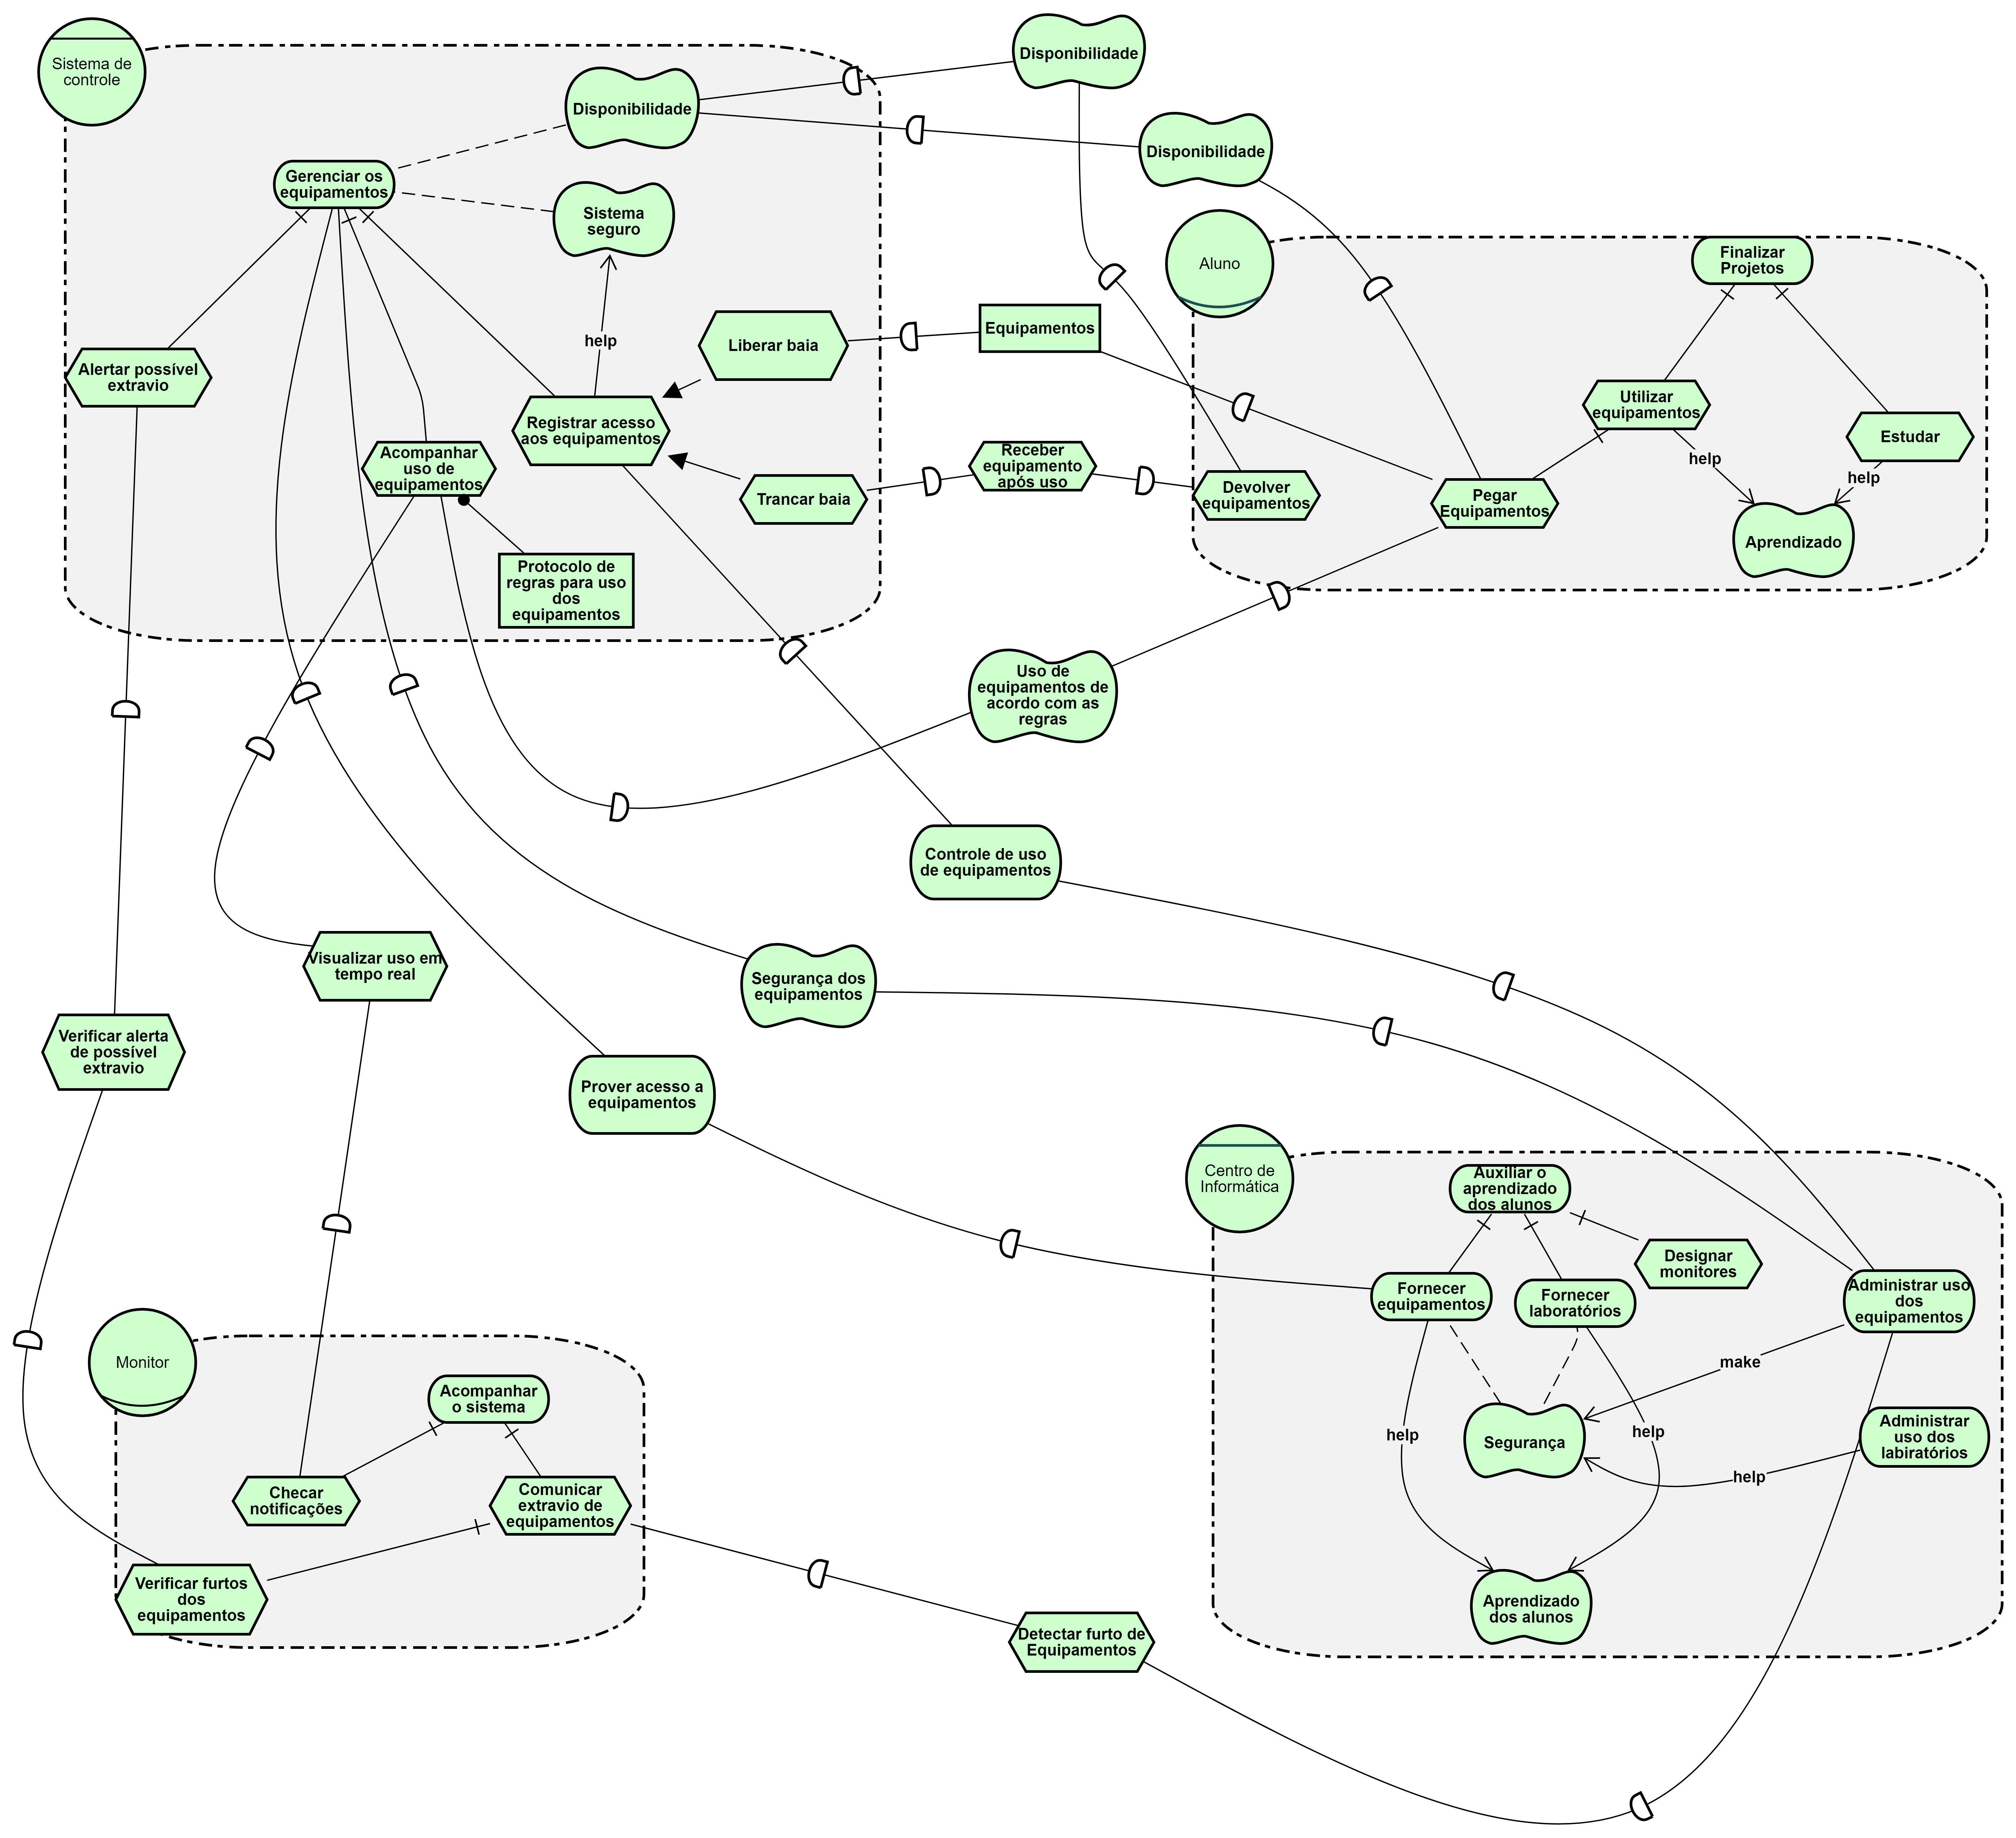 Sistema de
controle
Disponibilidade
Disponibilidade
Disponibilidade
Gerenciar os
equipamentos
Sistema
seguro
help
Liberar baia
Alertar possível
extravio
Registrar acesso
aos equipamentos
Acompanhar
uso de
equipamentos
Trancar baia
Protocolo de
regras para uso
dos
equipamentos
Equipamentos
Receber
equipamento
após uso
Aluno
Finalizar
Projetos
Utilizar
equipamentos
Estudar
help
help
Devolver
equipamentos
Pegar
Equipamentos
Aprendizado
Uso de
equipamentos de
acordo com as
regras
Controle de uso
de equipamentos
Visualizar uso em
tempo real
Segurança dos
equipamentos
Verificar alerta
de possível
extravio
Prover acesso a
equipamentos
Centro de
Informática
Auxiliar o
aprendizado
dos alunos
Designar
monitores
Fornecer
equipamentos
Fornecer
laboratórios
Administrar uso
dos
equipamentos
make
help
help
Segurança
Administrar
uso dos
labiratórios
help
Aprendizado
dos alunos
Monitor
Acompanhar
o sistema
Checar
notificações
Comunicar
extravio de
equipamentos
Verificar furtos
dos
equipamentos
Detectar furto de
Equipamentos